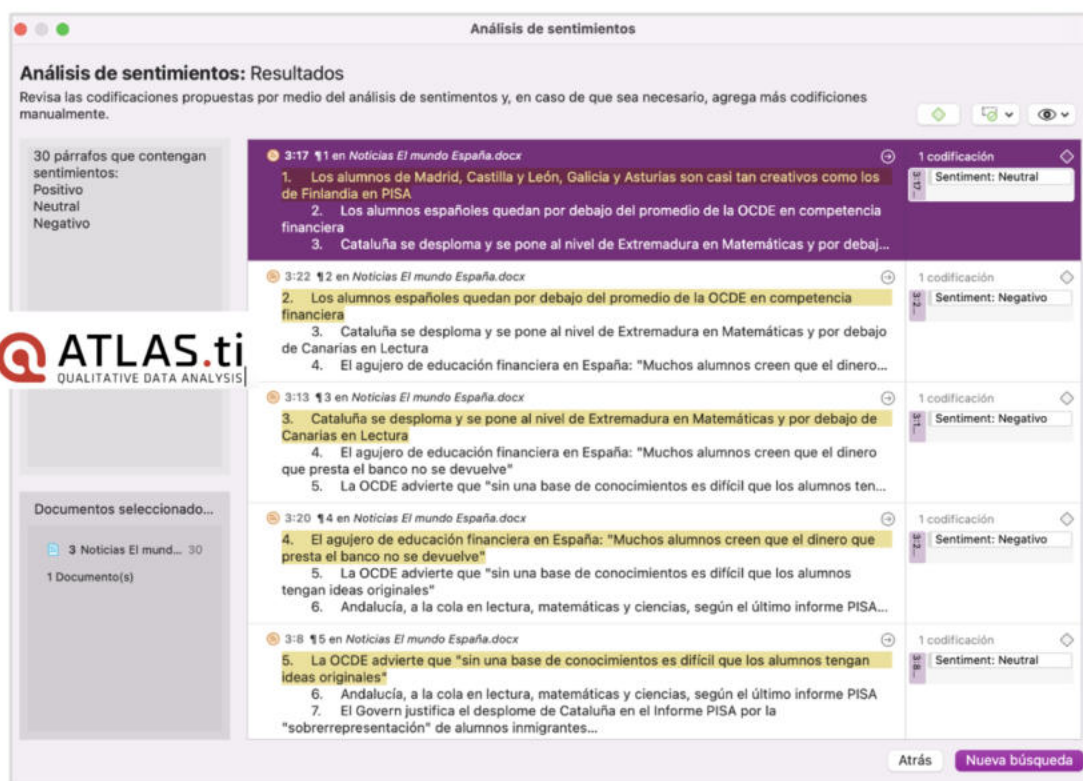 Análisis de sentimientos
Análisis de sentimientos: Resultados
Revisa las codificaciones propuestas por medio del análisis de sentimentos y, en caso de que sea necesario, agrega más codificiones
manualmente.
30 párrafos que contengan
sentimientos:
Positivo
Neutral
Negativo
ATLAS.ti
QUALITATIVE DATA ANALYSIS
Documentos seleccionado...
3 Noticias El mund... 30
1 Documento(s)
3:17 ¶1 en Noticias El mundo España.docx
1. Los alumnos de Madrid, Castilla y León, Galicia y Asturias son casi tan creativos como los
de Finlandia en PISA
2. Los alumnos españoles quedan por debajo del promedio de la OCDE en competencia
financiera
3. Cataluña se desploma y se pone al nivel de Extremadura en Matemáticas y por debaj...
1 codificación
3:17...
Sentiment: Neutral
3:22 ¶2 en Noticias El mundo España.docx
2. Los alumnos españoles quedan por debajo del promedio de la OCDE en competencia
financiera
3. Cataluña se desploma y se pone al nivel de Extremadura en Matemáticas y por debajo
de Canarias en Lectura
4. El agujero de educación financiera en España: "Muchos alumnos creen que el dinero...
1 codificación
3:2...
Sentiment: Negativo
3:13 ¶3 en Noticias El mundo España.docx
3. Cataluña se desploma y se pone al nivel de Extremadura en Matemáticas y por debajo de
Canarias en Lectura
4. El agujero de educación financiera en España: "Muchos alumnos creen que el dinero
que presta el banco no se devuelve"
5. La OCDE advierte que "sin una base de conocimientos es difícil que los alumnos ten...
1 codificación
3:1...
Sentiment: Negativo
3:20 ¶4 en Noticias El mundo España.docx
4. El agujero de educación financiera en España: "Muchos alumnos creen que el dinero que
presta el banco no se devuelve"
5. La OCDE advierte que "sin una base de conocimientos es difícil que los alumnos
tengan ideas originales"
6. Andalucía, a la cola en lectura, matemáticas y ciencias, según el último informe PISA...
1 codificación
3:2...
Sentiment: Negativo
3:8 ¶5 en Noticias El mundo España.docx
5. La OCDE advierte que "sin una base de conocimientos es difícil que los alumnos tengan
ideas originales"
6. Andalucía, a la cola en lectura, matemáticas y ciencias, según el último informe PISA
7. El Govern justifica el desplome de Cataluña en el Informe PISA por la
"sobrerrepresentación" de alumnos inmigrantes...
1 codificación
3:8...
Sentiment: Neutral
Atrás
Nueva búsqueda